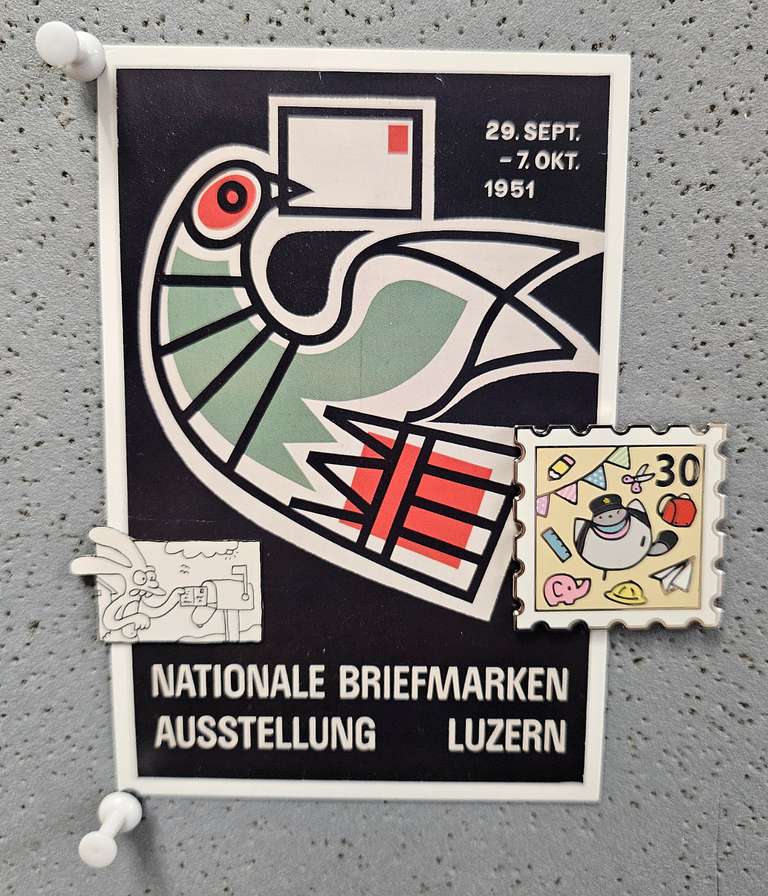 29. SEPT.
– 7. OKT.
1951
30
NATIONALE BRIEFMARKEN
AUSSTELLUNG LUZERN